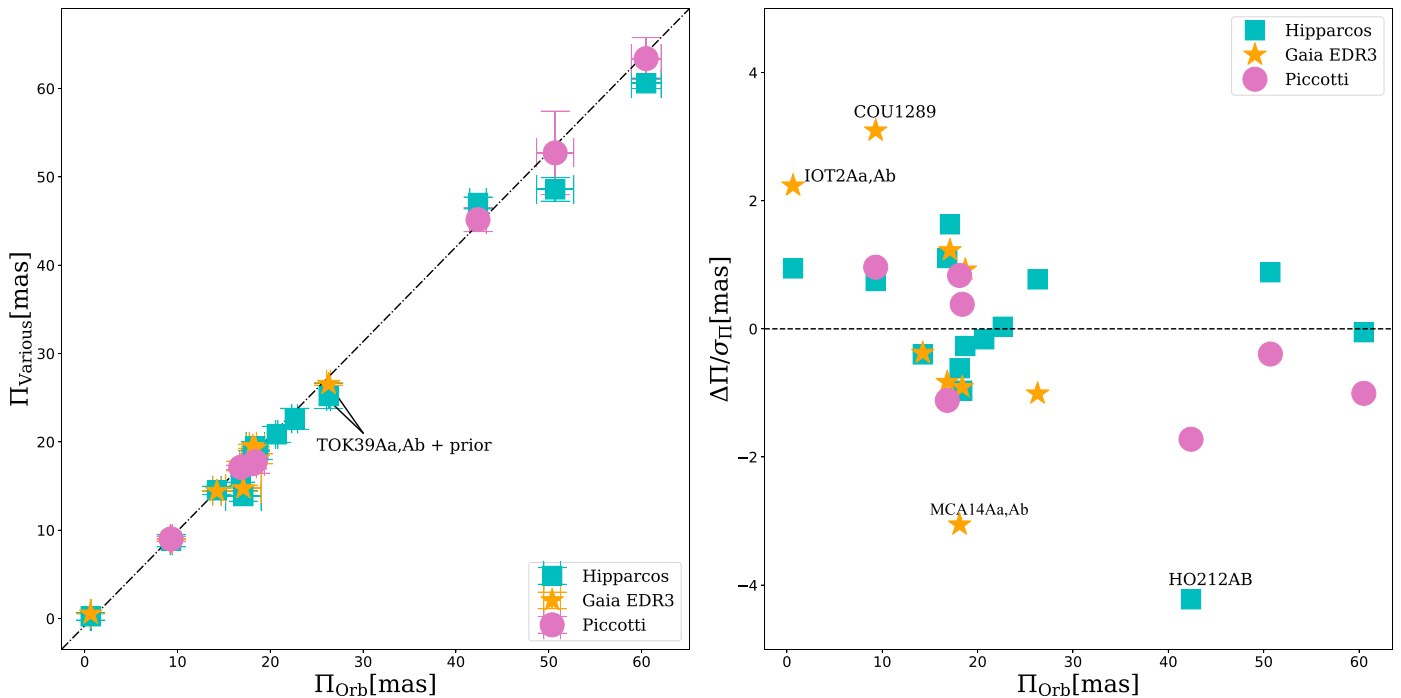 60
50
40
30
20
10
0
Π_Various[mas]
TOK39Aa,Ab + prior
Hipparcos
Gaia EDR3
Piccotti
0 10 20 30 40 50 60
Π_Orb[mas]
4
2
0
−2
−4
ΔΠ/σ_Π[mas]
Hipparcos
Gaia EDR3
Piccotti
COU1289
IOT2Aa,Ab
MCA14Aa,Ab
HO212AB
0 10 20 30 40 50 60
Π_Orb[mas]